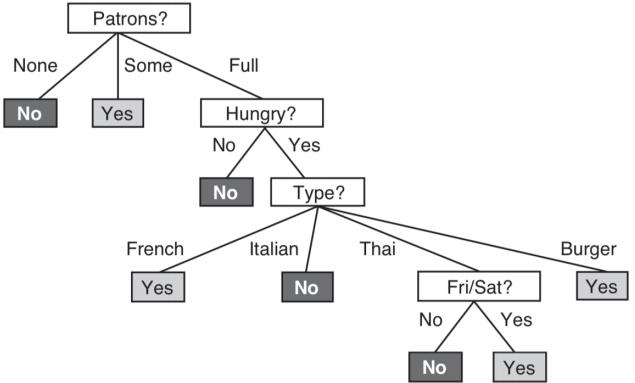 Patrons?
None Some Full
No Yes Hungry?
No Yes
No Type?
French Italian Thai Burger
Yes No Fri/Sat? Yes
No Yes
No Yes